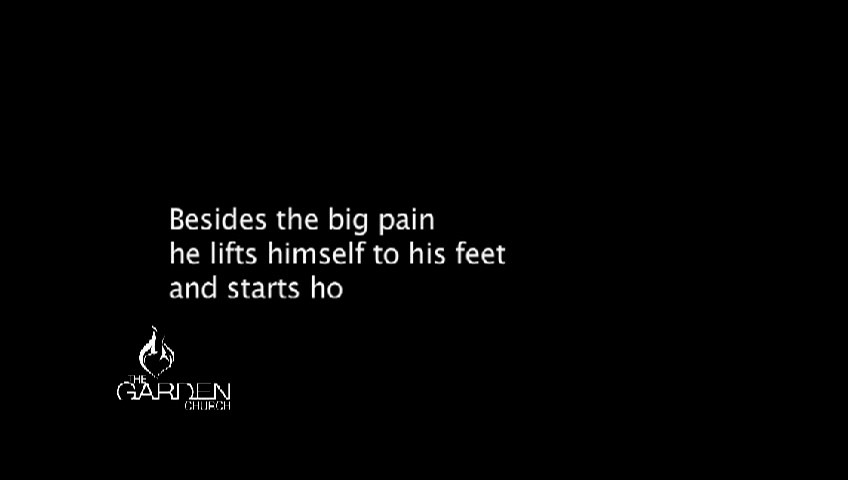 Besides the big pain
he lifts himself to his feet
and starts ho
THE
GARDEN
CHURCH